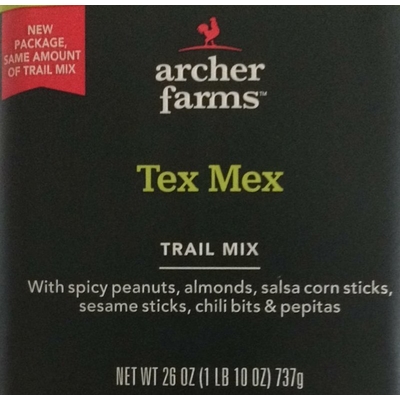 NEW
PACKAGE,
SAME AMOUNT
OF TRAIL MIX
archer
farms™
Tex Mex
TRAIL MIX
With spicy peanuts, almonds, salsa corn sticks,
sesame sticks, chili bits & pepitas
NET WT 26 OZ (1 LB 10 OZ) 737g